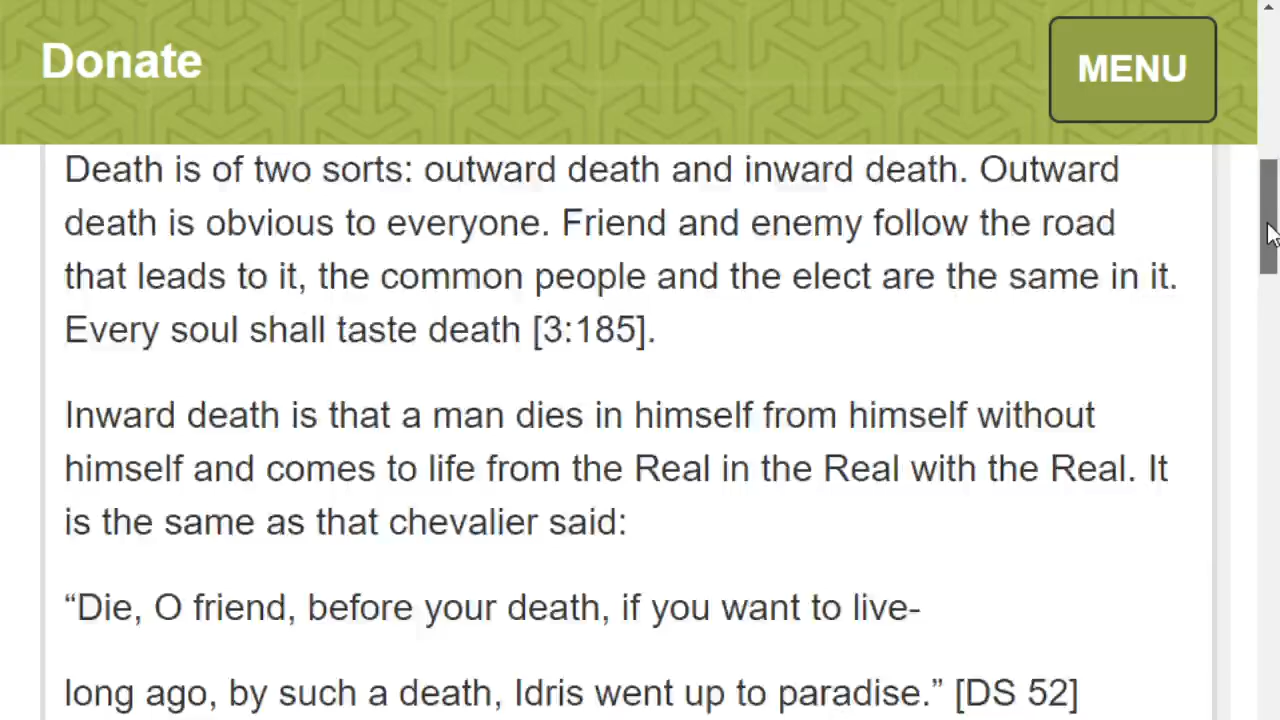 Donate
MENU
Death is of two sorts: outward death and inward death. Outward
death is obvious to everyone. Friend and enemy follow the road
that leads to it, the common people and the elect are the same in it.
Every soul shall taste death [3:185].
Inward death is that a man dies in himself from himself without
himself and comes to life from the Real in the Real with the Real. It
is the same as that chevalier said:
“Die, O friend, before your death, if you want to live-
long ago, by such a death, Idris went up to paradise.” [DS 52]